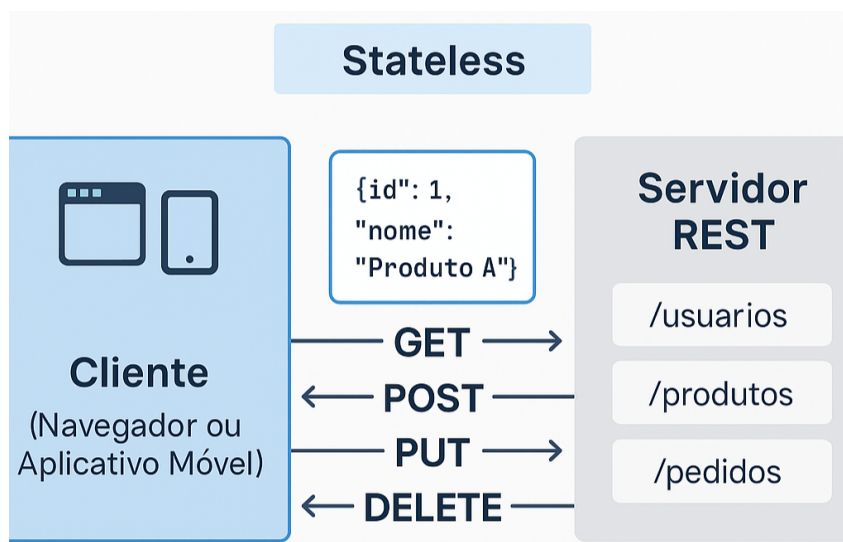 Stateless
{id": 1,
"nome":
"Produto A"}
Servidor
REST
/usuarios
/produtos
/pedidos
Cliente
(Navegador ou
Aplicativo Móvel)
GET
POST
PUT
DELETE